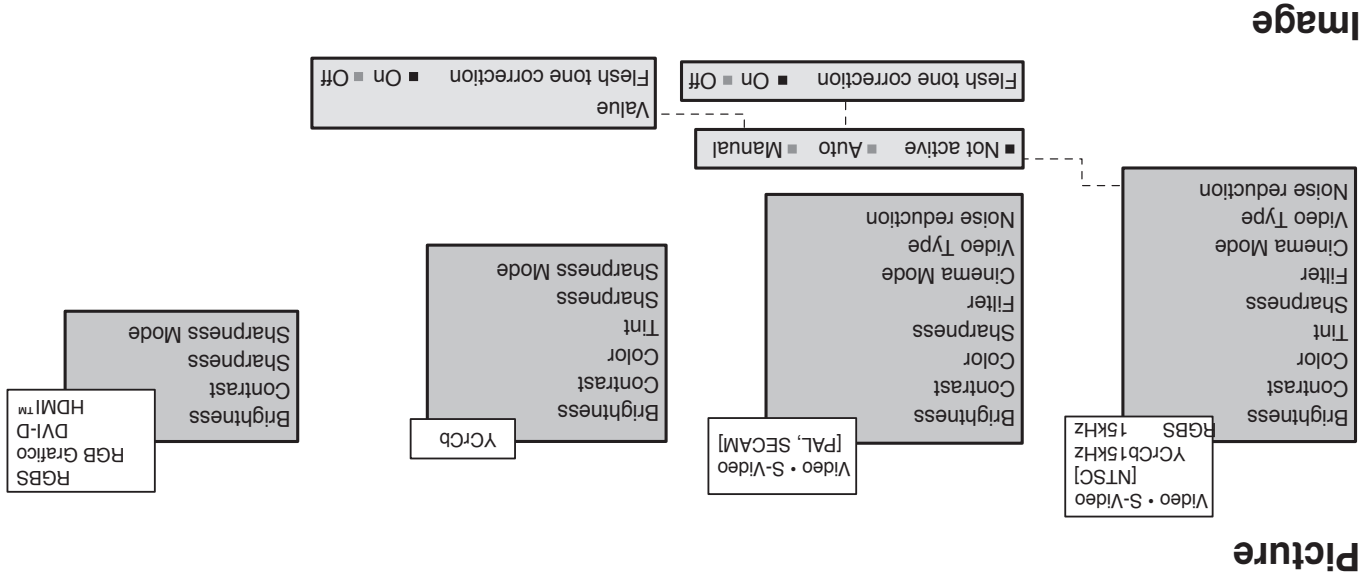 Picture
Video • S-Video
[NTSC]
YCrCb15kHz
RGBS 15kHz
Brightness
Contrast
Color
Tint
Sharpness
Filter
Cinema Mode
Video Type
Noise reduction
Video • S-Video
[PAL, SECAM]
Brightness
Contrast
Color
Sharpness
Filter
Cinema Mode
Video Type
Noise reduction
YCrCb
Brightness
Contrast
Color
Tint
Sharpness
Sharpness Mode
RGBS
RGB Grafico
DVI-D
HDMI™
Brightness
Contrast
Sharpness
Sharpness Mode
■ Not active ■ Auto ■ Manual
Flesh tone correction ■ On ■ Off
Value
Flesh tone correction ■ On ■ Off
Image